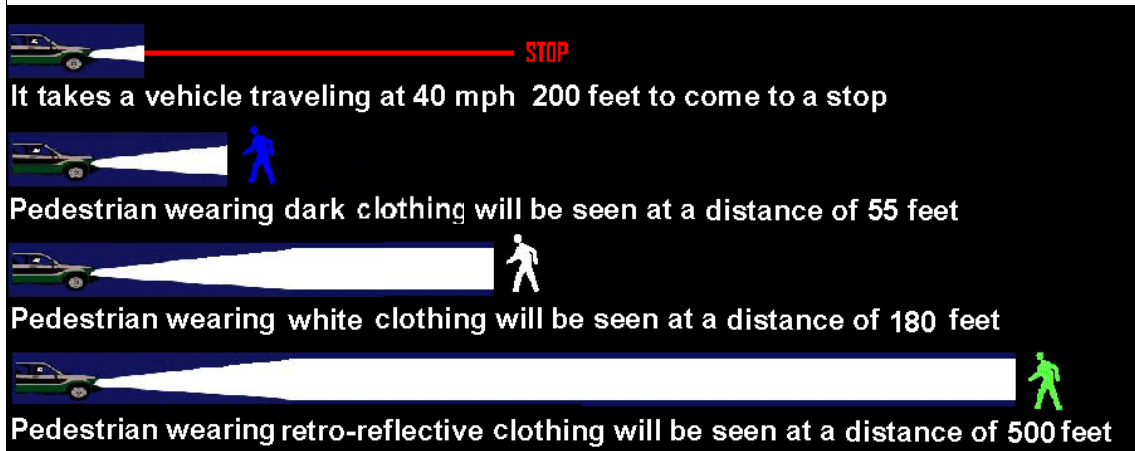 STOP
It takes a vehicle traveling at 40 mph 200 feet to come to a stop
Pedestrian wearing dark clothing will be seen at a distance of 55 feet
Pedestrian wearing white clothing will be seen at a distance of 180 feet
Pedestrian wearing retro-reflective clothing will be seen at a distance of 500 feet